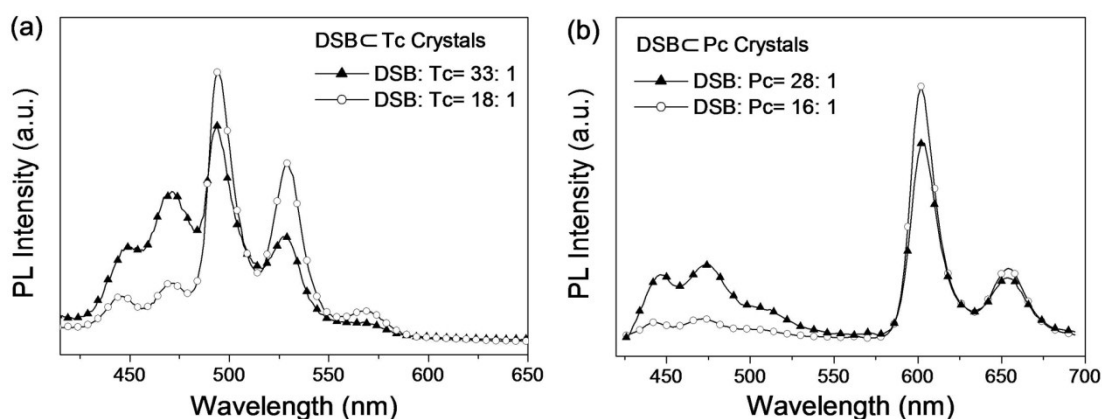 (a)
DSB⊂Tc Crystals
DSB: Tc= 33: 1
DSB: Tc= 18: 1
PL Intensity (a.u.)
450 500 550 600 650
Wavelength (nm)
(b)
DSB⊂Pc Crystals
DSB: Pc= 28: 1
DSB: Pc= 16: 1
PL Intensity (a.u.)
450 500 550 600 650 700
Wavelength (nm)